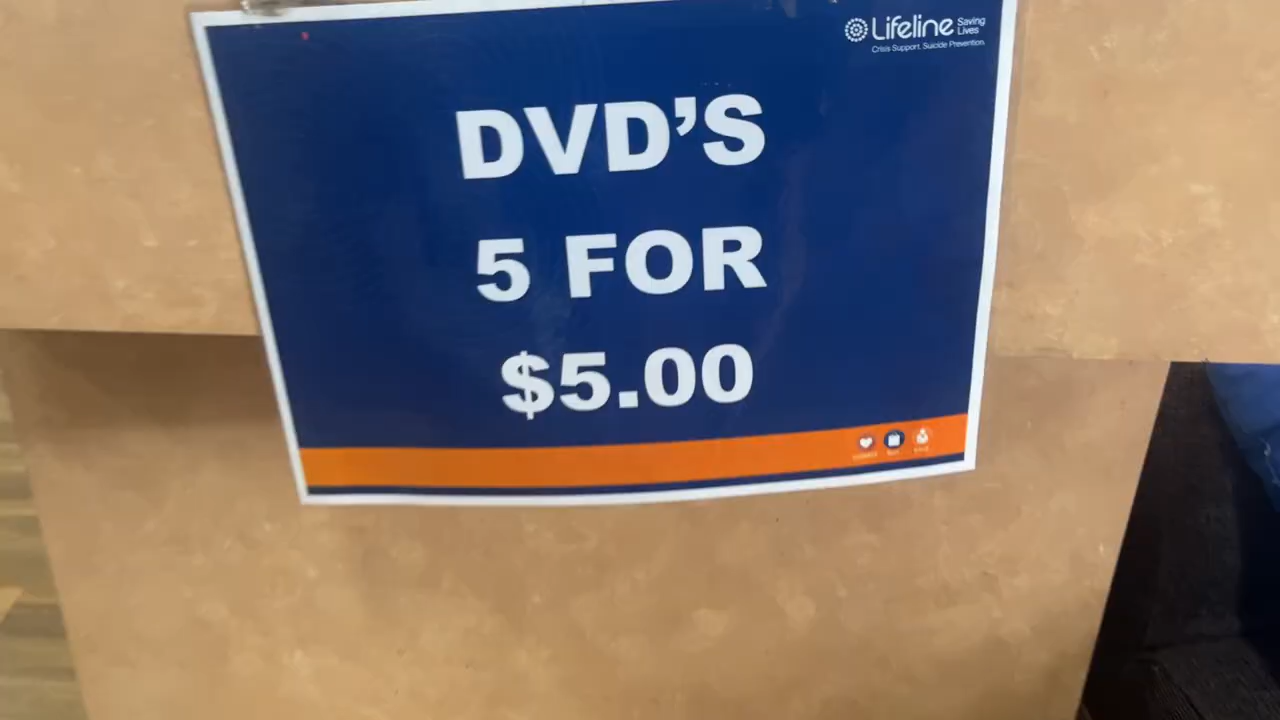 Lifeline Saving Lives
Crisis Support. Suicide Prevention.
DVD’S
5 FOR
$5.00